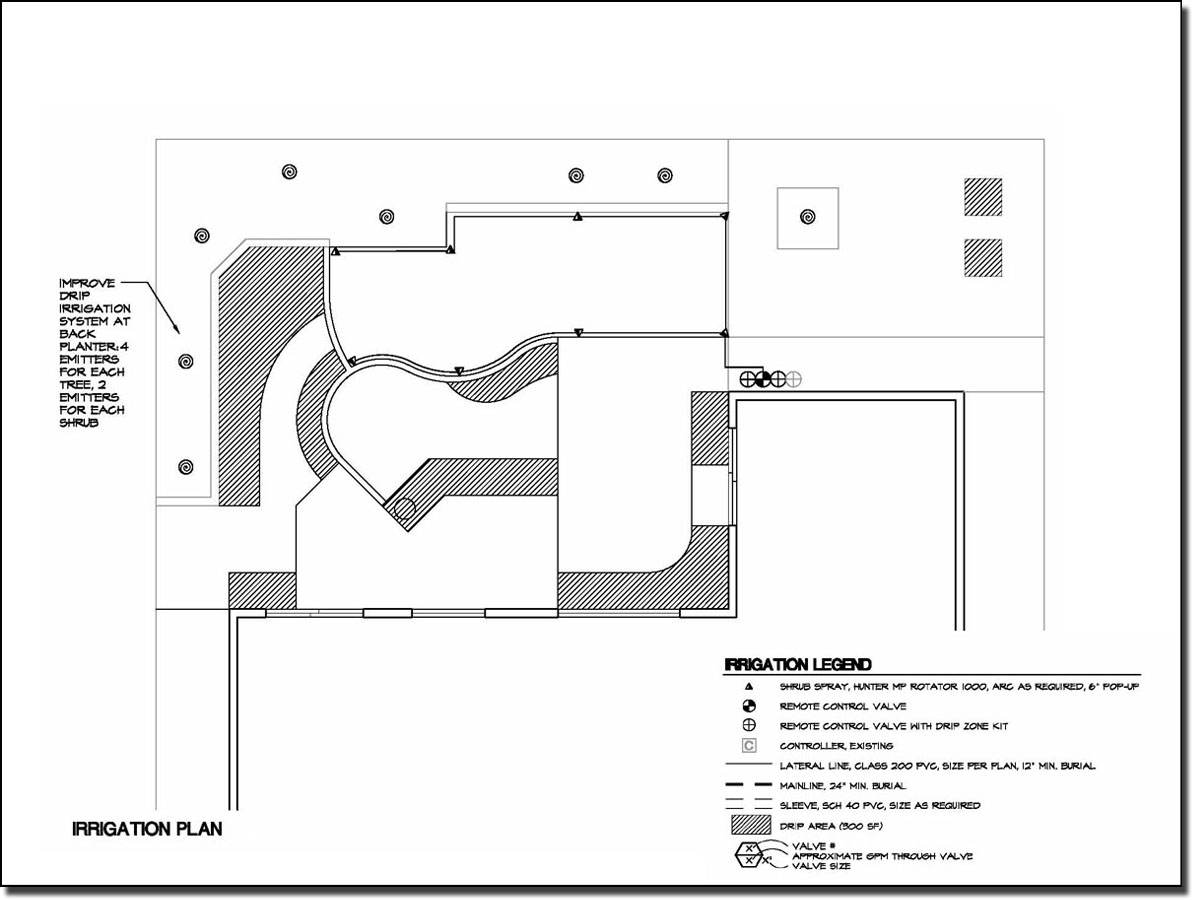 IMPROVE
DRIP
IRRIGATION
SYSTEM AT
BACK
PLANTER: 4
EMITTERS
FOR EACH
TREE, 2
EMITTERS
FOR EACH
SHRUB
IRRIGATION PLAN
IRRIGATION LEGEND
SHRUB SPRAY, HUNTER MP ROTATOR 1000, ARC AS REQUIRED, 6" POP-UP
REMOTE CONTROL VALVE
REMOTE CONTROL VALVE WITH DRIP ZONE KIT
C CONTROLLER, EXISTING
LATERAL LINE, CLASS 200 PVC, SIZE PER PLAN, 12" MIN. BURIAL
MAINLINE, 24" MIN. BURIAL
SLEEVE, SCH 40 PVC, SIZE AS REQUIRED
DRIP AREA (300 SF)
X VALVE #
X X" APPROXIMATE GPM THROUGH VALVE
VALVE SIZE